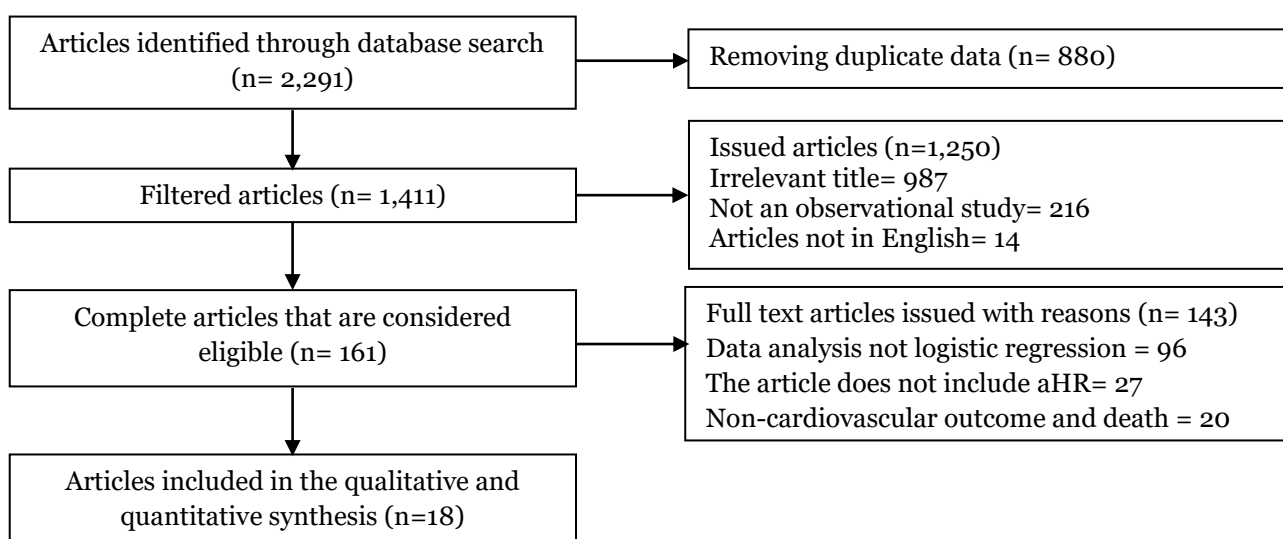 Articles identified through database search
(n= 2,291)
Removing duplicate data (n= 880)
Filtered articles (n= 1,411)
Issued articles (n=1,250)
Irrelevant title= 987
Not an observational study= 216
Articles not in English= 14
Complete articles that are considered
eligible (n= 161)
Full text articles issued with reasons (n= 143)
Data analysis not logistic regression = 96
The article does not include aHR= 27
Non-cardiovascular outcome and death = 20
Articles included in the qualitative and
quantitative synthesis (n=18)